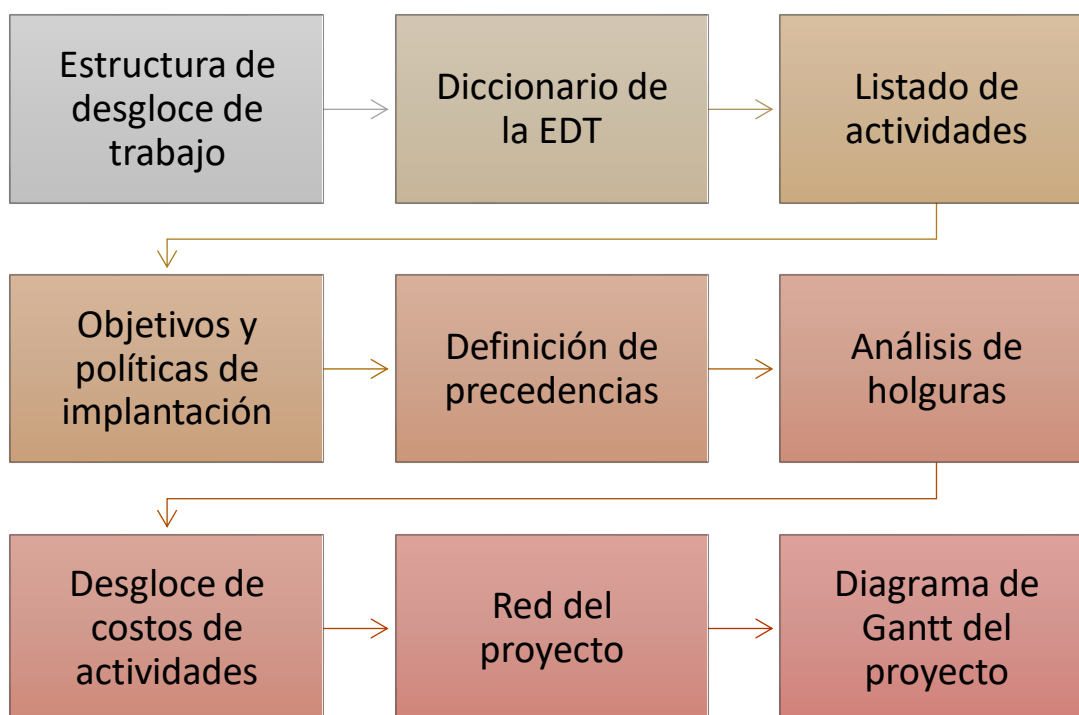 Estructura de
desgloce de
trabajo
Diccionario de
la EDT
Listado de
actividades
Objetivos y
políticas de
implantación
Definición de
precedencias
Análisis de
holguras
Desgloce de
costos de
actividades
Red del
proyecto
Diagrama de
Gantt del
proyecto